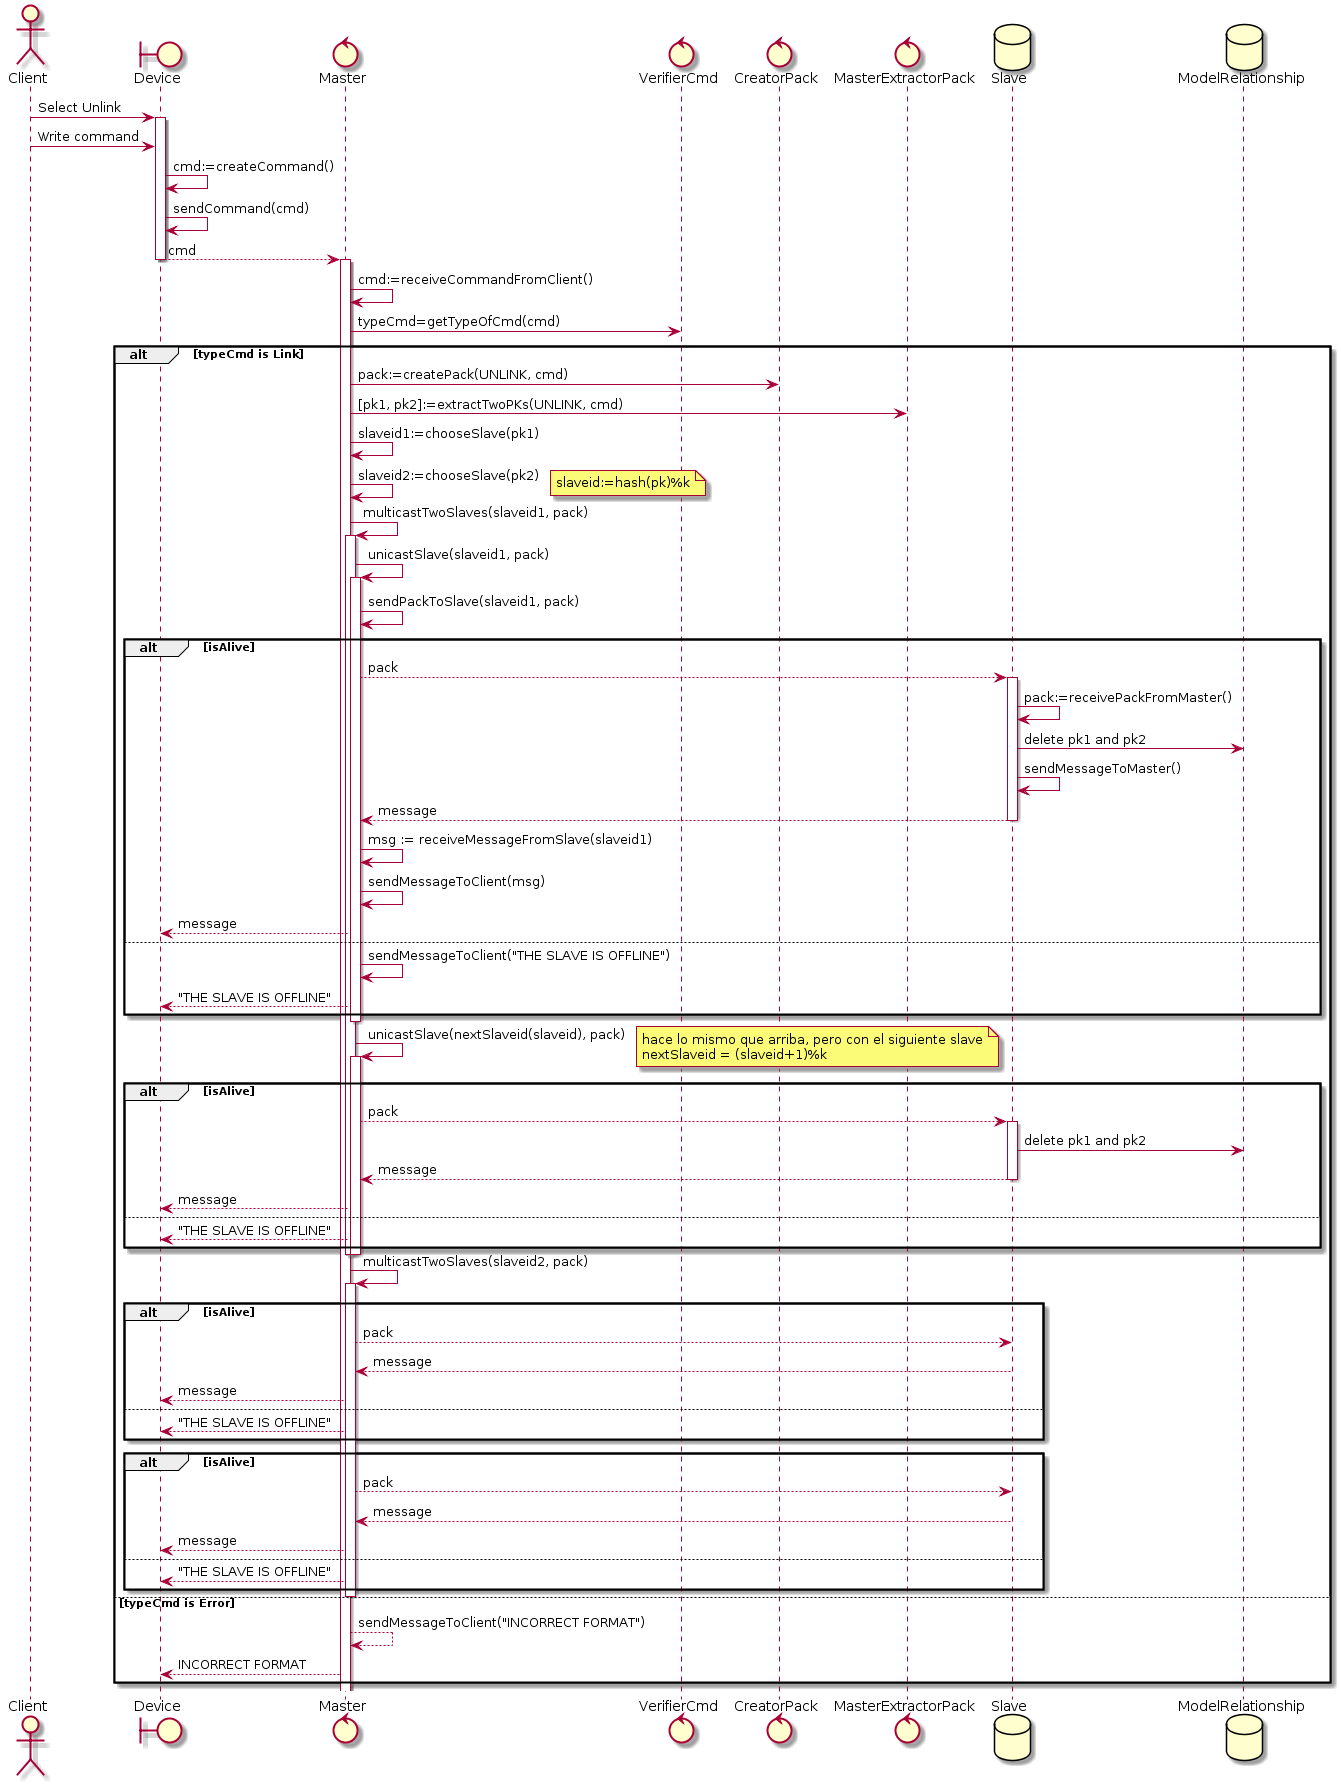 Client
Device
Master
VerifierCmd
CreatorPack
MasterExtractorPack
Slave
ModelRelationship
Select Unlink
Write command
cmd:=createCommand()
sendCommand(cmd)
cmd
cmd:=receiveCommandFromClient()
typeCmd=getTypeOfCmd(cmd)
alt [typeCmd is Link]
pack:=createPack(UNLINK, cmd)
[pk1, pk2]:=extractTwoPKs(UNLINK, cmd)
slaveid1:=chooseSlave(pk1)
slaveid2:=chooseSlave(pk2)
slaveid:=hash(pk)%k
multicastTwoSlaves(slaveid1, pack)
unicastSlave(slaveid1, pack)
sendPackToSlave(slaveid1, pack)
alt [isAlive]
pack
pack:=receivePackFromMaster()
delete pk1 and pk2
sendMessageToMaster()
message
msg := receiveMessageFromSlave(slaveid1)
sendMessageToClient(msg)
message
sendMessageToClient("THE SLAVE IS OFFLINE")
"THE SLAVE IS OFFLINE"
unicastSlave(nextSlaveid(slaveid), pack)
hace lo mismo que arriba, pero con el siguiente slave
nextSlaveid = (slaveid+1)%k
alt [isAlive]
pack
delete pk1 and pk2
message
message
"THE SLAVE IS OFFLINE"
multicastTwoSlaves(slaveid2, pack)
alt [isAlive]
pack
message
message
"THE SLAVE IS OFFLINE"
alt [isAlive]
pack
message
message
"THE SLAVE IS OFFLINE"
[typeCmd is Error]
sendMessageToClient("INCORRECT FORMAT")
INCORRECT FORMAT
Client
Device
Master
VerifierCmd
CreatorPack
MasterExtractorPack
Slave
ModelRelationship